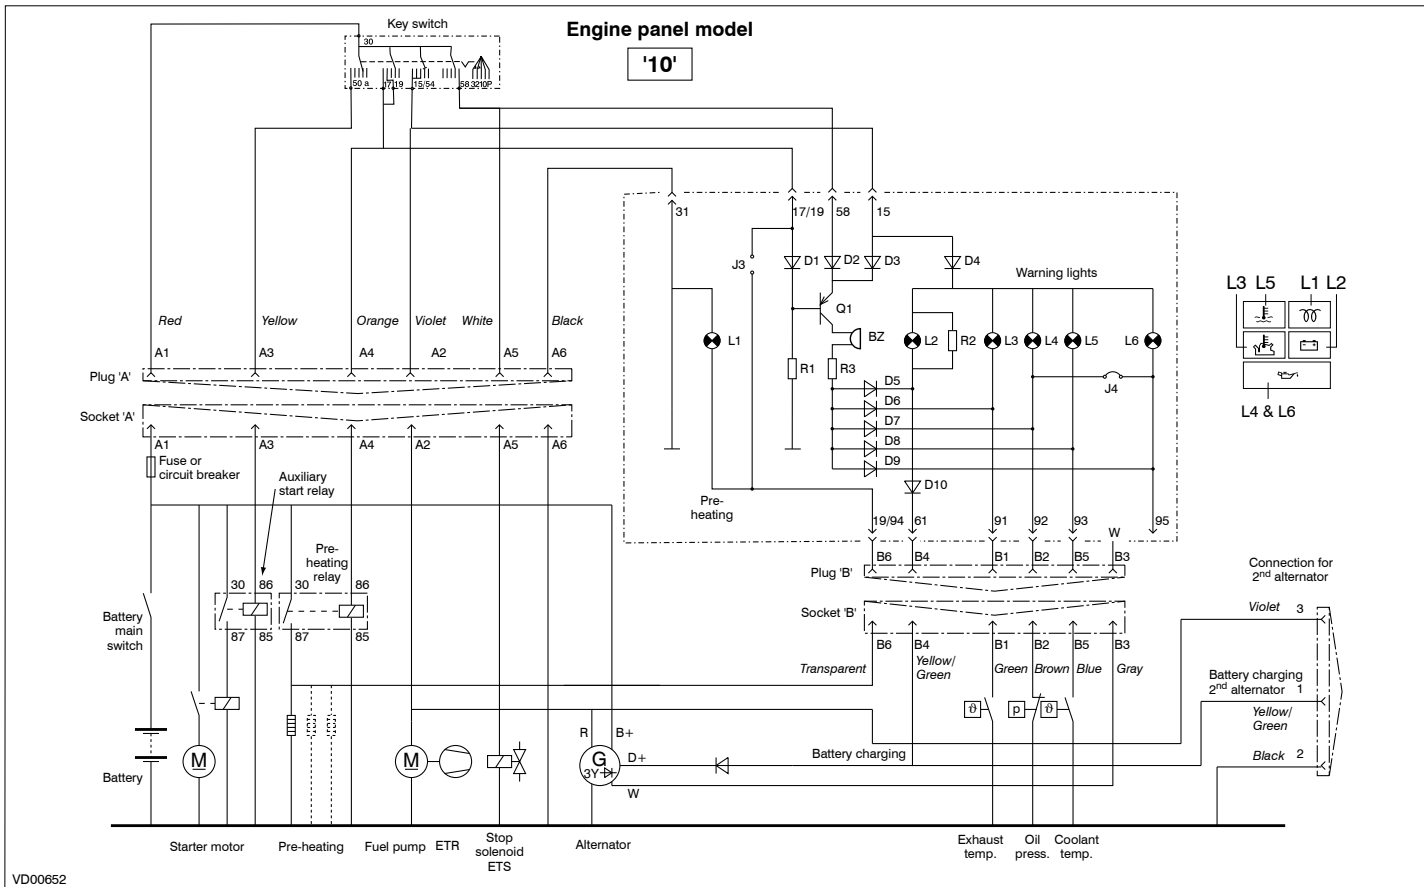 Key switch
Engine panel model
'10'
30
50 a
17/19
15/54
58
3210P
31
17/19
58
15
J3
D1
D2
D3
D4
Warning lights
Q1
BZ
L1
L2
R2
L3
L4
L5
L6
R1
R3
J4
D5
D6
D7
D8
D9
D10
Pre-
heating
19/94
61
91
92
93
W
95
L3 L5
L1 L2
L4 & L6
Red
Yellow
Orange
Violet
White
Black
A1
A3
A4
A2
A5
A6
Plug 'A'
Socket 'A'
A1
A3
A4
A2
A5
A6
Fuse or
circuit breaker
Auxiliary
start relay
Pre-
heating
relay
30
86
30
86
87
85
87
85
Battery
main
switch
B6
B4
B1
B2
B5
B3
Plug 'B'
Socket 'B'
B6
B4
B1
B2
B5
B3
Transparent
Yellow/
Green
Green
Brown
Blue
Gray
Connection for
2nd alternator
Violet 3
Battery charging
2nd alternator 1
Yellow/
Green
Black 2
ϑ
p
ϑ
R
B+
G
3Y
D+
W
Battery charging
M
M
Battery
Starter motor
Pre-heating
Fuel pump
ETR
Stop
solenoid
ETS
Alternator
Exhaust
temp.
Oil
press.
Coolant
temp.
VD00652